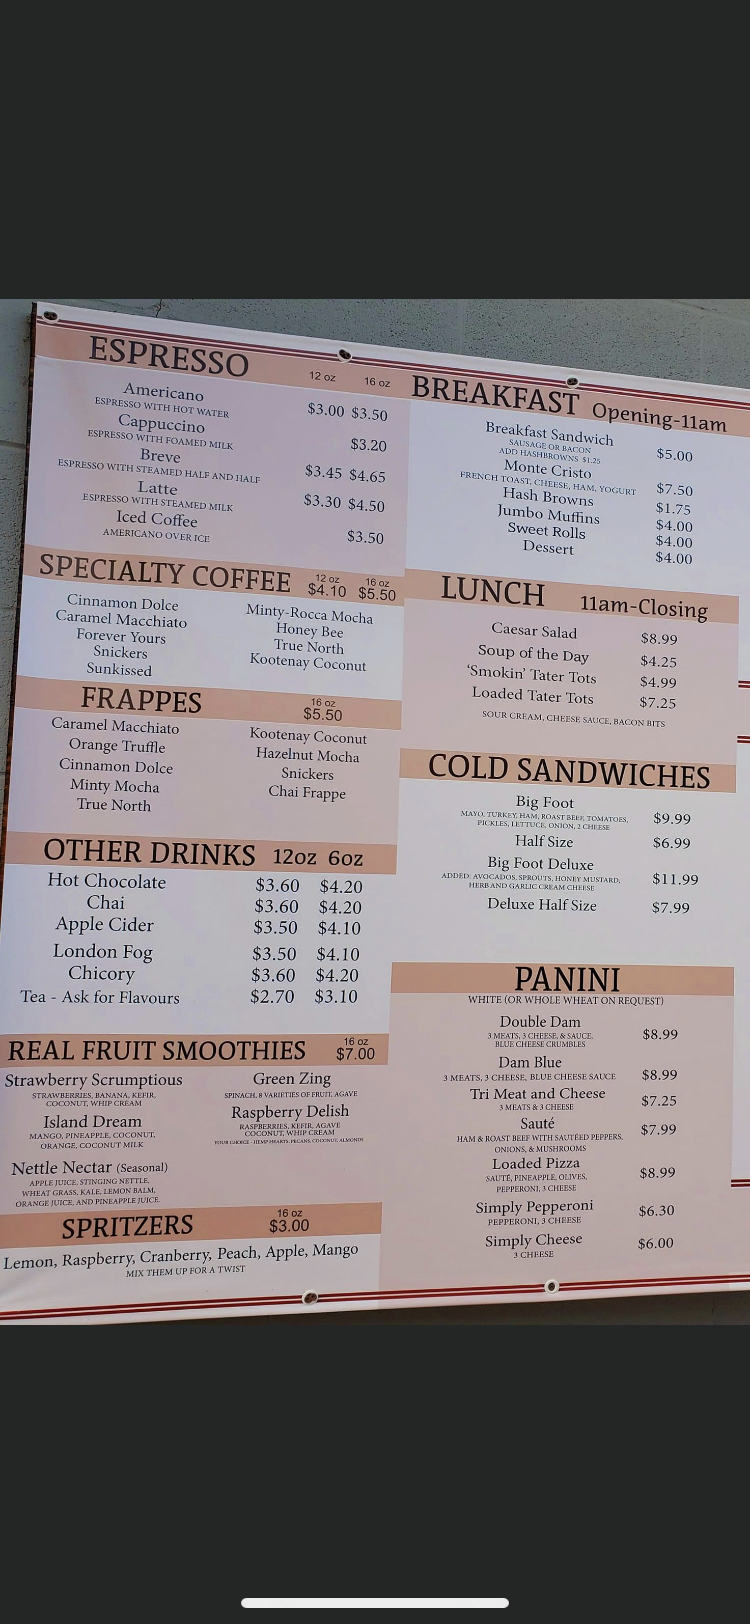 ESPRESSO 12 oz 16 oz
Americano
ESPRESSO WITH HOT WATER $3.00 $3.50
Cappuccino
ESPRESSO WITH FOAMED MILK $3.20
Breve
ESPRESSO WITH STEAMED HALF AND HALF $3.45 $4.65
Latte
ESPRESSO WITH STEAMED MILK $3.30 $4.50
Iced Coffee
AMERICANO OVER ICE $3.50
SPECIALTY COFFEE 12 oz $4.10 16 oz $5.50
Cinnamon Dolce
Caramel Macchiato
Forever Yours
Snickers
Sunkissed
Minty-Rocca Mocha
Honey Bee
True North
Kootenay Coconut
FRAPPES 16 oz $5.50
Caramel Macchiato
Orange Truffle
Cinnamon Dolce
Minty Mocha
True North
Kootenay Coconut
Hazelnut Mocha
Snickers
Chai Frappe
OTHER DRINKS 12oz 6oz
Hot Chocolate $3.60 $4.20
Chai $3.60 $4.20
Apple Cider $3.50 $4.10
London Fog $3.50 $4.10
Chicory $3.60 $4.20
Tea - Ask for Flavours $2.70 $3.10
REAL FRUIT SMOOTHIES 16 oz $7.00
Strawberry Scrumptious
STRAWBERRIES, BANANA, KEFIR,
COCONUT, WHIP CREAM
Island Dream
MANGO, PINEAPPLE, COCONUT,
ORANGE, COCONUT MILK
Nettle Nectar (Seasonal)
APPLE JUICE, STINGING NETTLE,
WHEAT GRASS, KALE, LEMON BALM,
ORANGE JUICE, AND PINEAPPLE JUICE.
Green Zing
SPINACH, 8 VARIETIES OF FRUIT, AGAVE
Raspberry Delish
RASPBERRIES, KEFIR, AGAVE
COCONUT, WHIP CREAM
YOUR CHOICE - HEMP HEARTS, PECANS, COCONUT, ALMONDS
SPRITZERS 16 oz $3.00
Lemon, Raspberry, Cranberry, Peach, Apple, Mango
MIX THEM UP FOR A TWIST
BREAKFAST Opening-11am
Breakfast Sandwich $5.00
SAUSAGE OR BACON
ADD HASHBROWNS $1.25
Monte Cristo
FRENCH TOAST, CHEESE, HAM, YOGURT $7.50
Hash Browns $1.75
Jumbo Muffins $4.00
Sweet Rolls $4.00
Dessert $4.00
LUNCH 11am-Closing
Caesar Salad $8.99
Soup of the Day $4.25
'Smokin' Tater Tots $4.99
Loaded Tater Tots $7.25
SOUR CREAM, CHEESE SAUCE, BACON BITS
COLD SANDWICHES
Big Foot
MAYO, TURKEY, HAM, ROAST BEEF, TOMATOES, $9.99
PICKLES, LETTUCE, ONION, 2 CHEESE
Half Size $6.99
Big Foot Deluxe
ADDED: AVOCADOS, SPROUTS, HONEY MUSTARD, $11.99
HERB AND GARLIC CREAM CHEESE
Deluxe Half Size $7.99
PANINI
WHITE (OR WHOLE WHEAT ON REQUEST)
Double Dam
3 MEATS, 3 CHEESE, & SAUCE, $8.99
BLUE CHEESE CRUMBLES
Dam Blue
3 MEATS, 3 CHEESE, BLUE CHEESE SAUCE $8.99
Tri Meat and Cheese $7.25
3 MEATS & 3 CHEESE
Sauté $7.99
HAM & ROAST BEEF WITH SAUTÉED PEPPERS,
ONIONS, & MUSHROOMS
Loaded Pizza $8.99
SAUTÉ, PINEAPPLE, OLIVES,
PEPPERONI, 3 CHEESE
Simply Pepperoni $6.30
PEPPERONI, 3 CHEESE
Simply Cheese $6.00
3 CHEESE